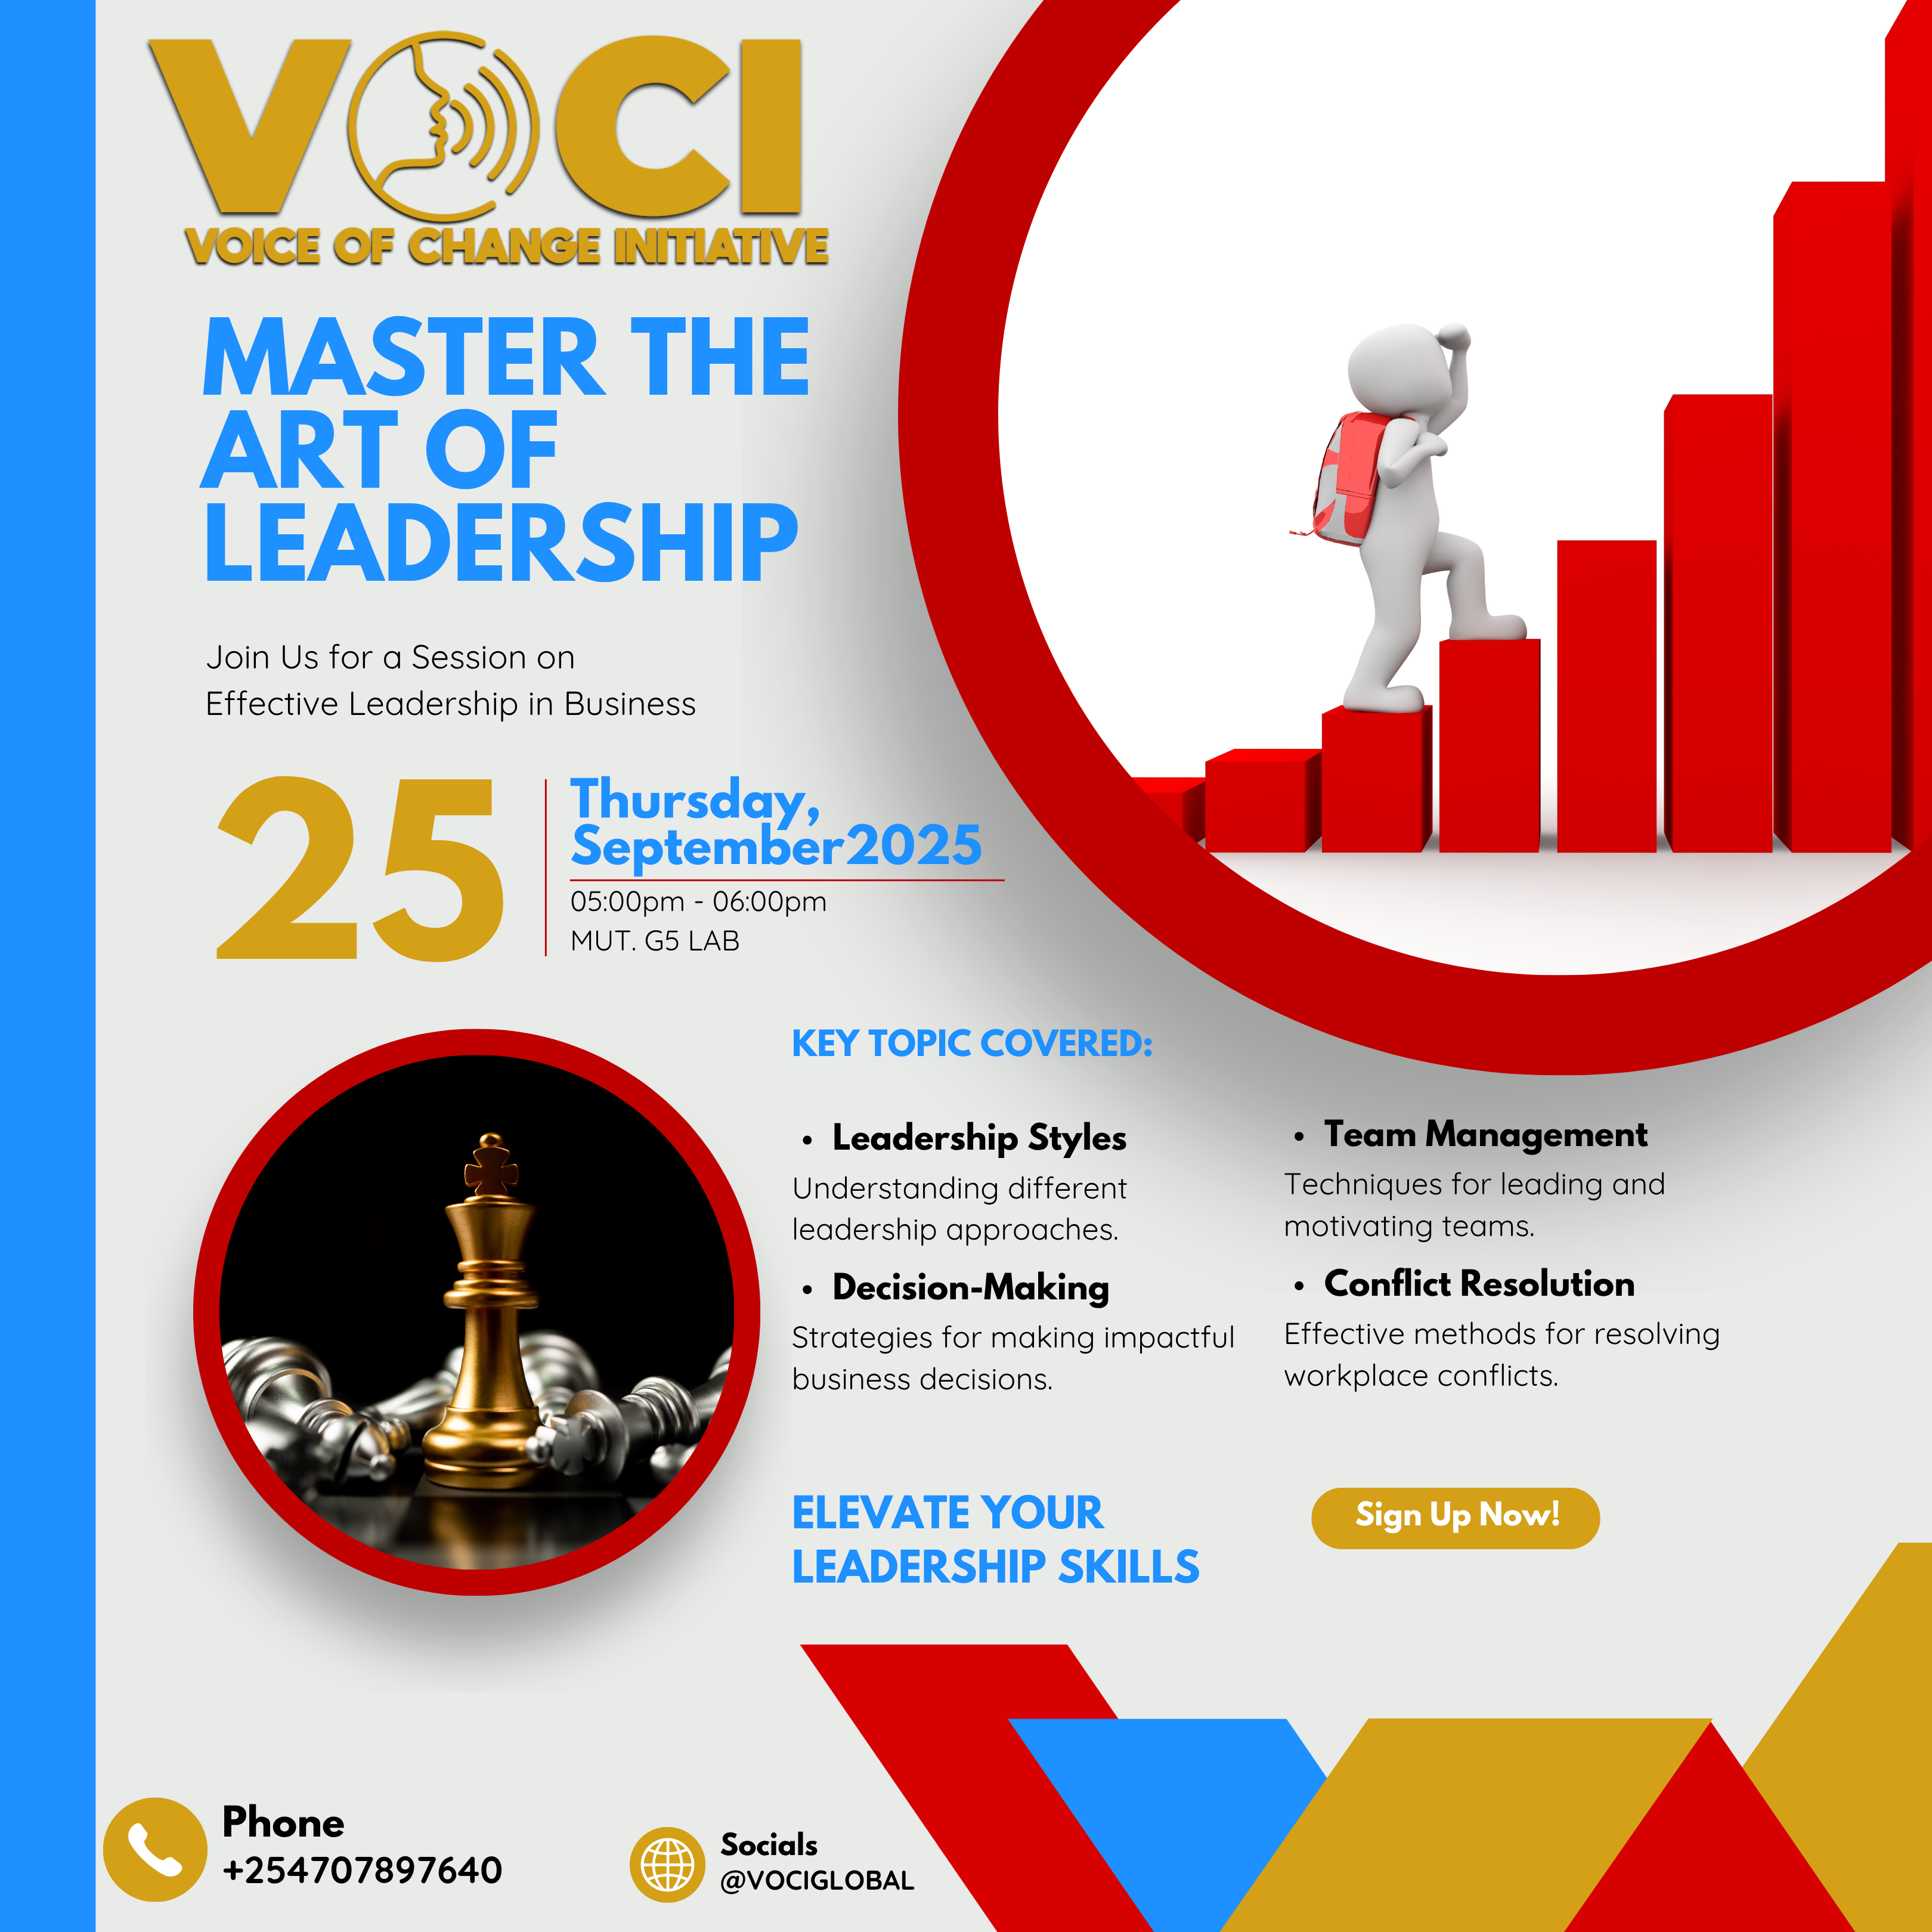 VOCI
VOICE OF CHANGE INITIATIVE
MASTER THE
ART OF
LEADERSHIP
Join Us for a Session on
Effective Leadership in Business
25
Thursday,
September2025
05:00pm - 06:00pm
MUT. G5 LAB
KEY TOPIC COVERED:
• Leadership Styles
Understanding different
leadership approaches.
• Decision-Making
Strategies for making impactful
business decisions.
• Team Management
Techniques for leading and
motivating teams.
• Conflict Resolution
Effective methods for resolving
workplace conflicts.
ELEVATE YOUR
LEADERSHIP SKILLS
Sign Up Now!
Phone
+254707897640
Socials
@VOCIGLOBAL